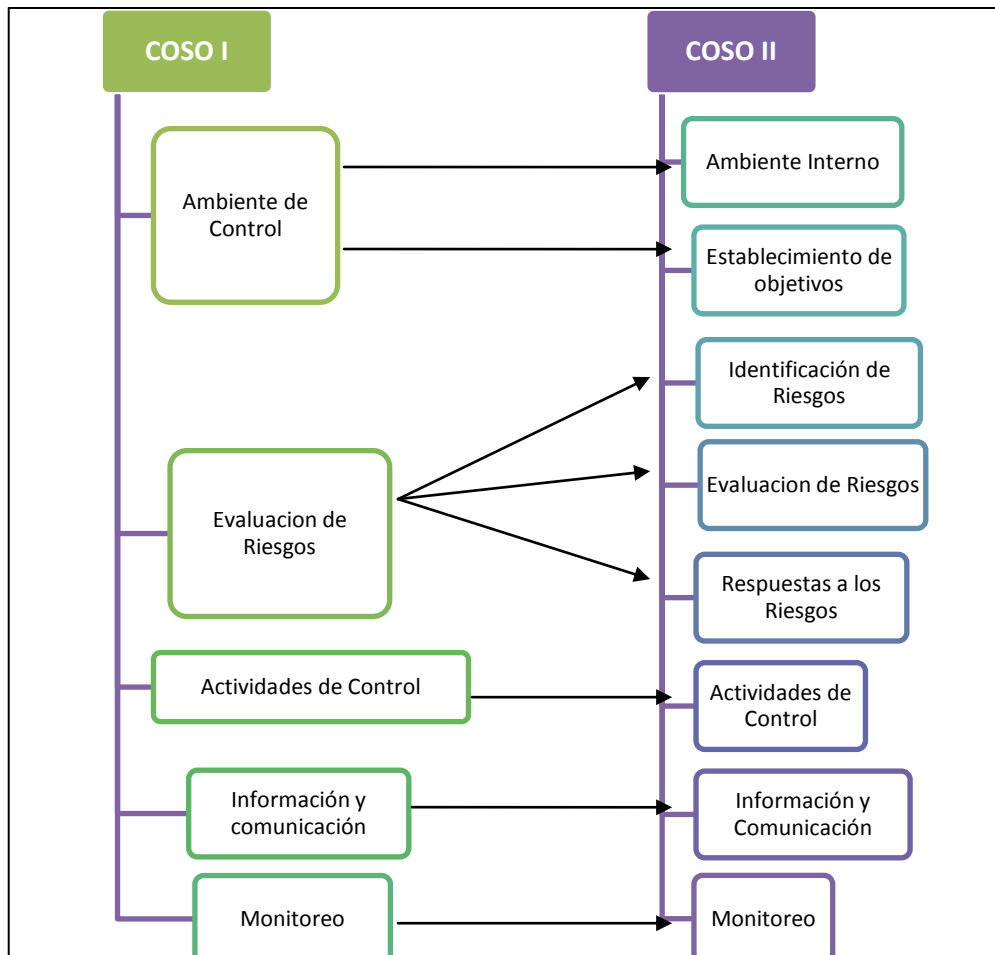 COSO I
Ambiente de
Control
Evaluacion de
Riesgos
Actividades de Control
Información y
comunicación
Monitoreo
COSO II
Ambiente Interno
Establecimiento de
objetivos
Identificación de
Riesgos
Evaluacion de Riesgos
Respuestas a los
Riesgos
Actividades de
Control
Información y
Comunicación
Monitoreo